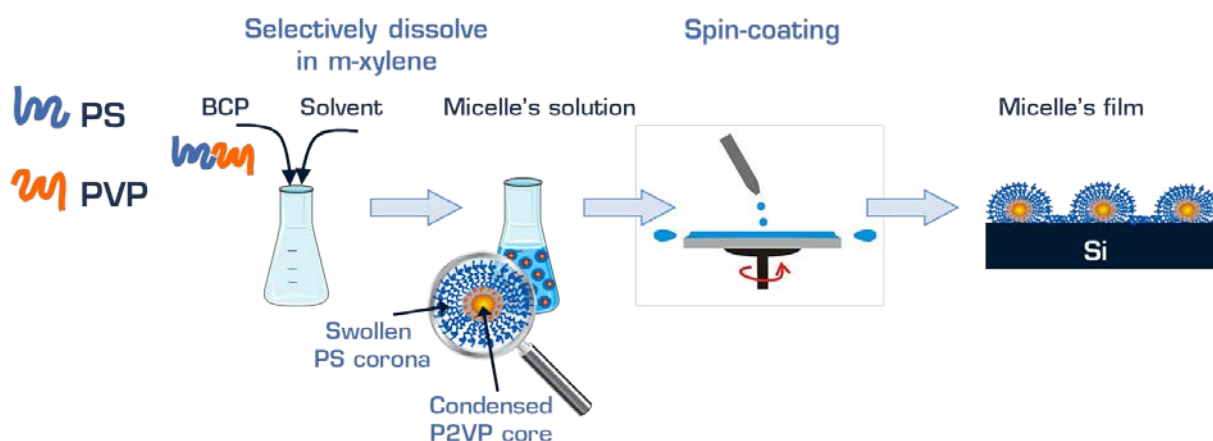 Selectively dissolve
in m-xylene
Spin-coating
PS
BCP
Solvent
Micelle's solution
Micelle's film
PVP
Si
Swollen
PS corona
Condensed
P2VP core